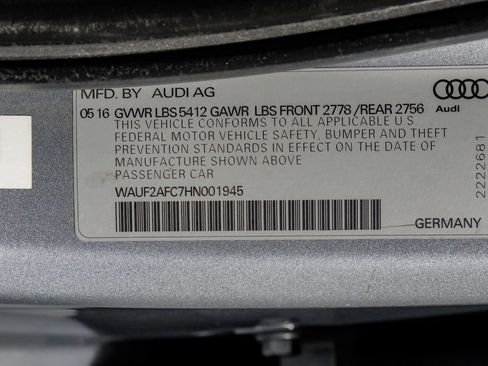 MFD. BY AUDI AG
05 16 GVWR LBS 5412 GAWR LBS FRONT 2778 /REAR 2756
THIS VEHICLE CONFORMS TO ALL APPLICABLE U S
FEDERAL MOTOR VEHICLE SAFETY, BUMPER AND THEFT
PREVENTION STANDARDS IN EFFECT ON THE DATE OF
MANUFACTURE SHOWN ABOVE
PASSENGER CAR
WAUF2AFC7HN001945
GERMANY
Audi
2222681